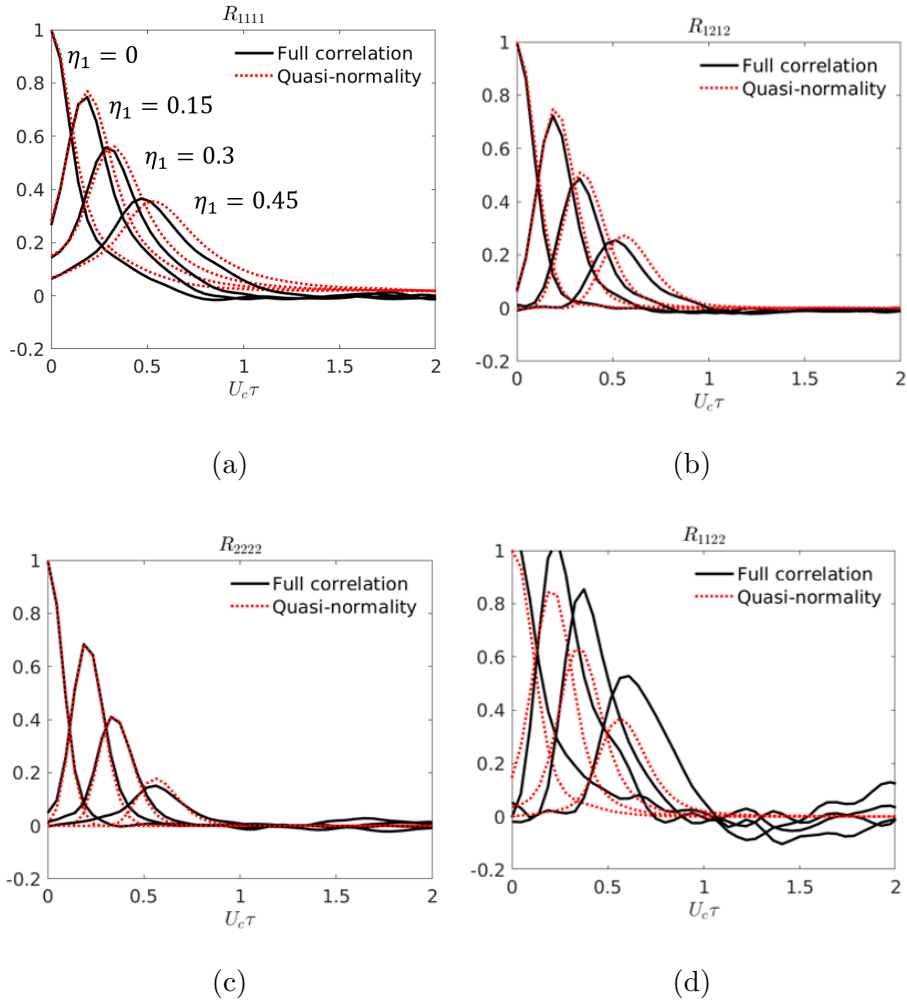 R₁₁₁₁
Full correlation
Quasi-normality
η₁ = 0
η₁ = 0.15
η₁ = 0.3
η₁ = 0.45
1
0.8
0.6
0.4
0.2
0
-0.2
0 0.5 1 1.5 2
U_cτ
(a)
R₁₂₁₂
Full correlation
Quasi-normality
1
0.8
0.6
0.4
0.2
0
-0.2
0 0.5 1 1.5 2
U_cτ
(b)
R₂₂₂₂
Full correlation
Quasi-normality
1
0.8
0.6
0.4
0.2
0
-0.2
0 0.5 1 1.5 2
U_cτ
(c)
R₁₁₂₂
Full correlation
Quasi-normality
1
0.8
0.6
0.4
0.2
0
-0.2
0 0.5 1 1.5 2
U_cτ
(d)